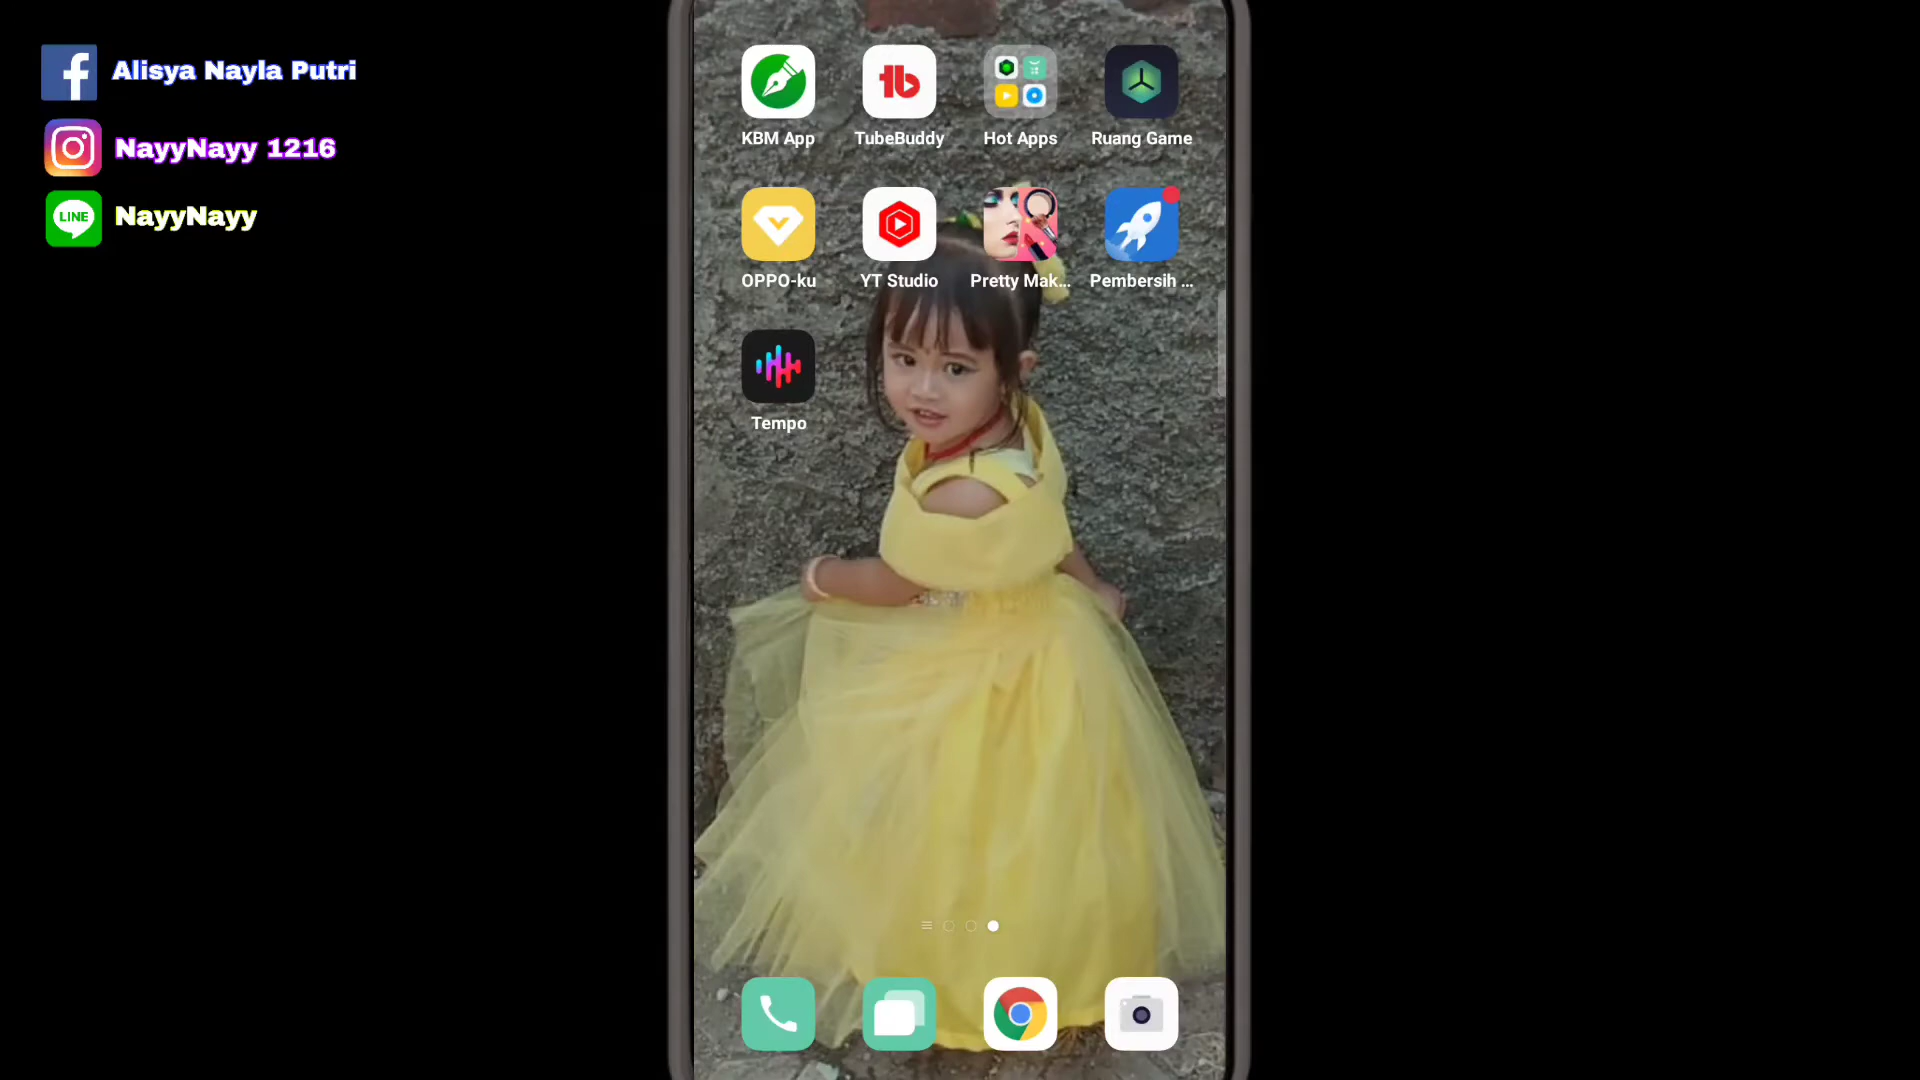 Alisya Nayla Putri
NayyNayy 1216
LINE
NayyNayy
KBM App
TubeBuddy
Hot Apps
Ruang Game
OPPO-ku
YT Studio
Pretty Mak...
Pembersih ...
Tempo